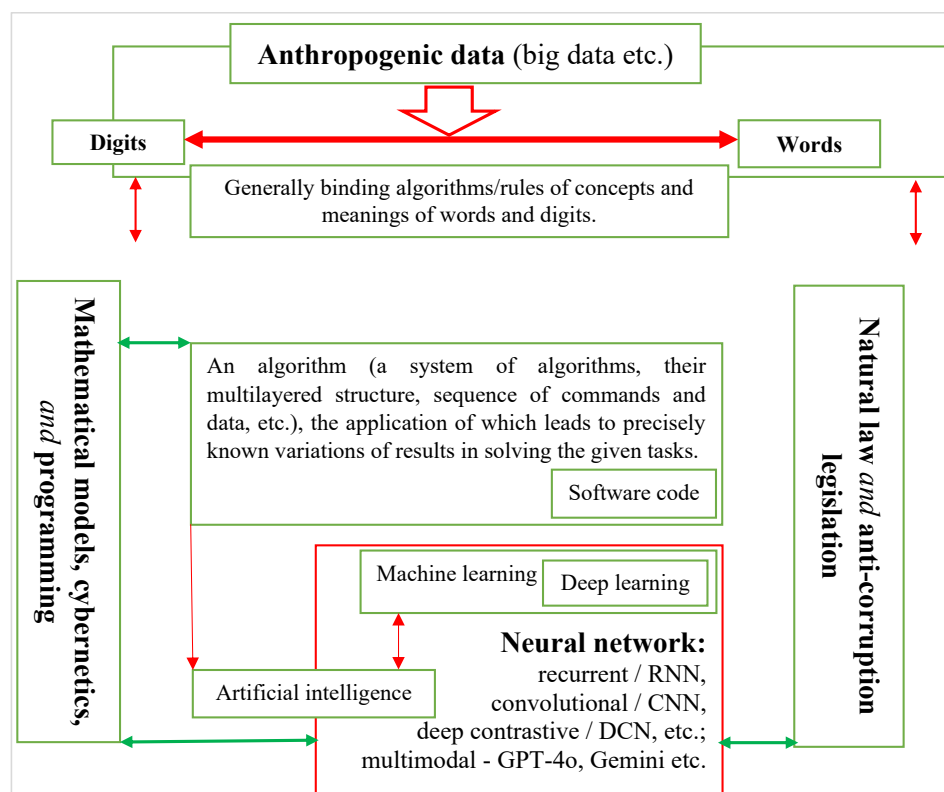 Anthropogenic data (big data etc.)
Digits
Words
Generally binding algorithms/rules of concepts and
meanings of words and digits.
Mathematical models, cybernetics,
and programming
An algorithm (a system of algorithms, their
multilayered structure, sequence of commands and
data, etc.), the application of which leads to precisely
known variations of results in solving the given tasks.
Software code
Machine learning
Deep learning
Neural network:
recurrent / RNN,
convolutional / CNN,
deep contrastive / DCN, etc.;
multimodal - GPT-4o, Gemini etc.
Artificial intelligence
Natural law and anti-corruption
legislation